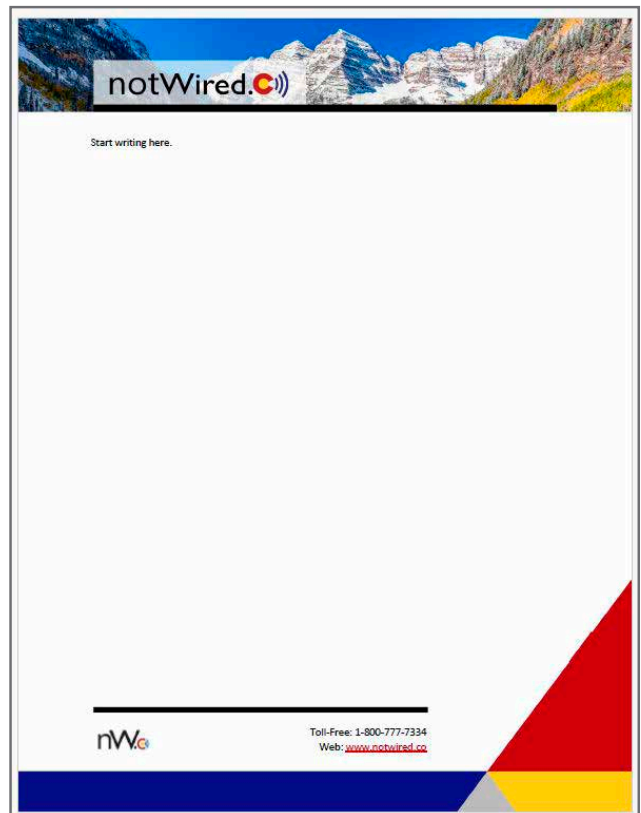 notWired.C
Start writing here.
nW.c
Toll-Free: 1-800-777-7334
Web: www.notwired.co